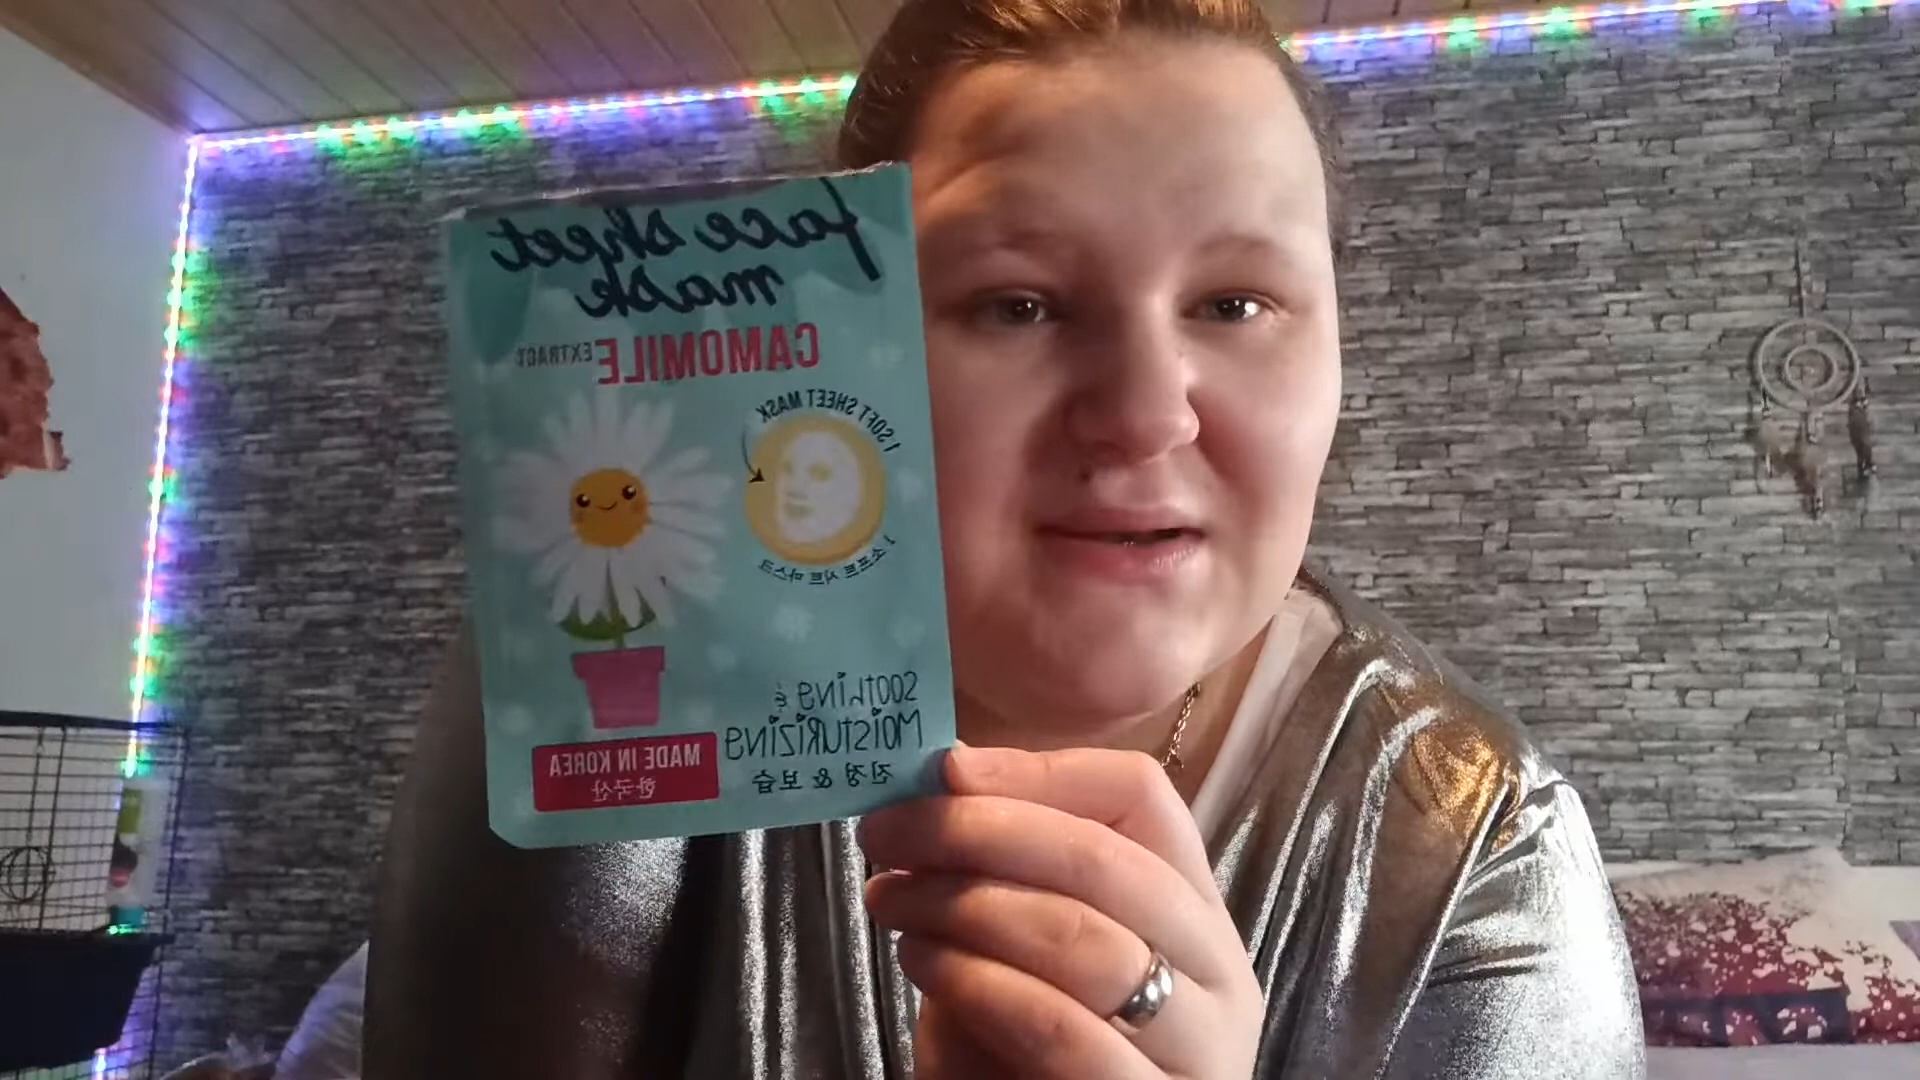 face sheet
mask
CAMOMILE EXTRACT
1 SOFT SHEET MASK
1 소프트 시트 마스크
SOOTHING &
MOISTURIZING
진정 & 보습
MADE IN KOREA
한국산